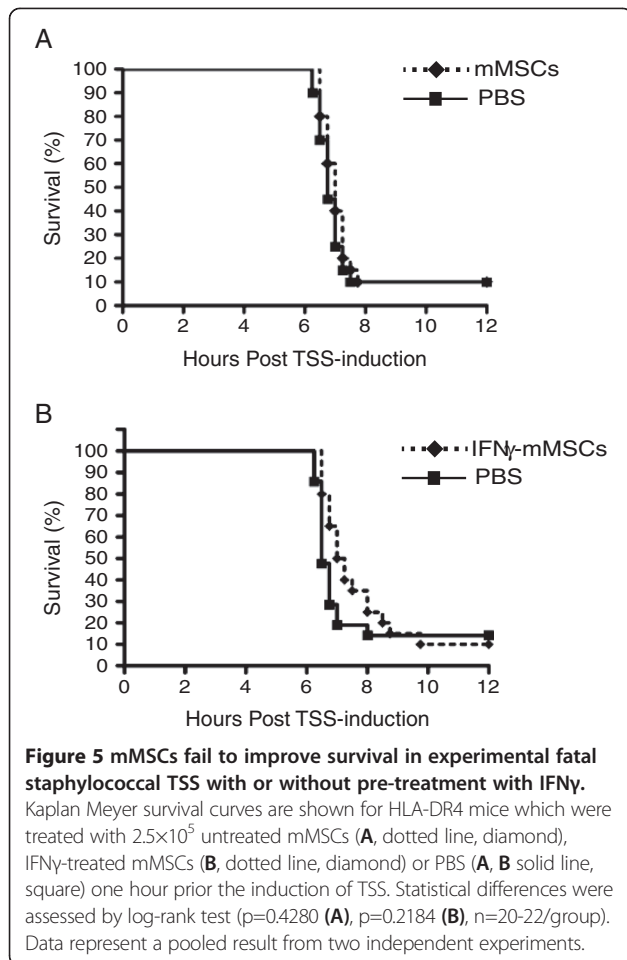 A
mMSCs
PBS
100
90
80
70
60
50
40
30
20
10
0
Survival (%)
0 2 4 6 8 10 12
Hours Post TSS-induction
B
IFNγ-mMSCs
PBS
100
90
80
70
60
50
40
30
20
10
0
Survival (%)
0 2 4 6 8 10 12
Hours Post TSS-induction
Figure 5 mMSCs fail to improve survival in experimental fatal
staphylococcal TSS with or without pre-treatment with IFNγ.
Kaplan Meyer survival curves are shown for HLA-DR4 mice which were
treated with 2.5×10⁵ untreated mMSCs (A, dotted line, diamond),
IFNγ-treated mMSCs (B, dotted line, diamond) or PBS (A, B solid line,
square) one hour prior the induction of TSS. Statistical differences were
assessed by log-rank test (p=0.4280 (A), p=0.2184 (B), n=20-22/group).
Data represent a pooled result from two independent experiments.